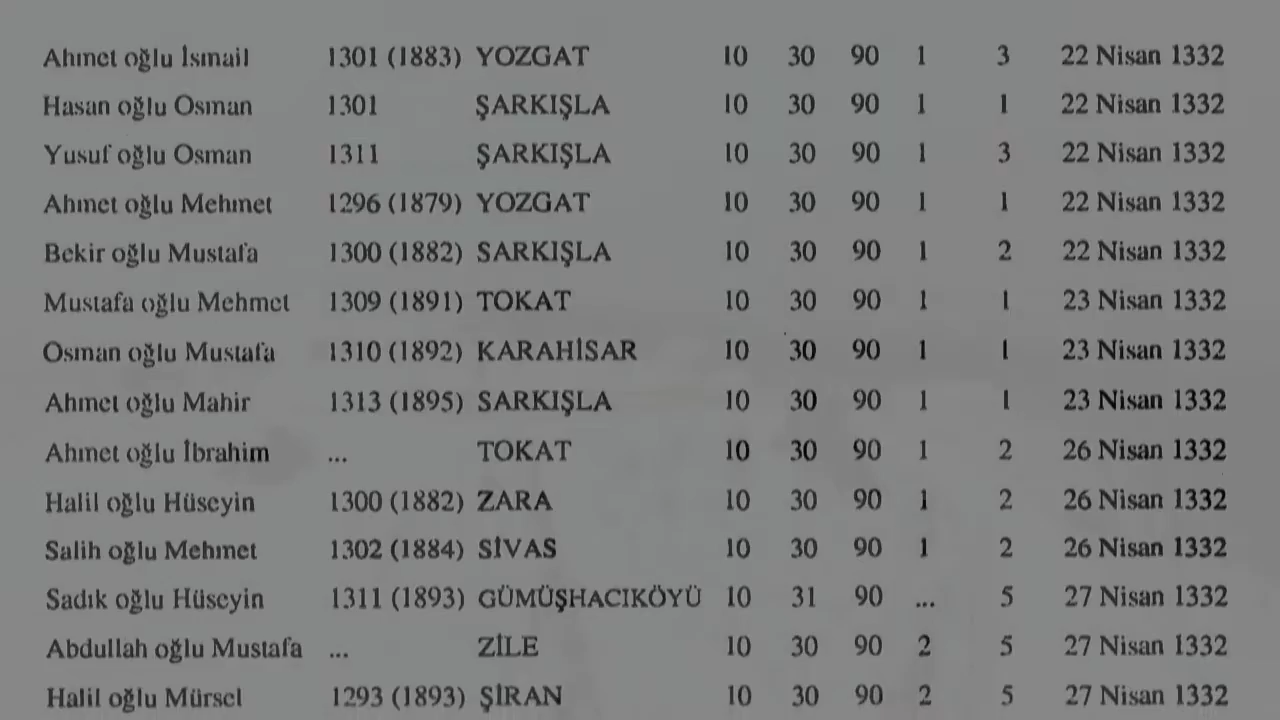 Ahmet oğlu İsmail 1301 (1883) YOZGAT 10 30 90 1 3 22 Nisan 1332
Hasan oğlu Osman 1301 ŞARKIŞLA 10 30 90 1 1 22 Nisan 1332
Yusuf oğlu Osman 1311 ŞARKIŞLA 10 30 90 1 3 22 Nisan 1332
Ahmet oğlu Mehmet 1296 (1879) YOZGAT 10 30 90 1 1 22 Nisan 1332
Bekir oğlu Mustafa 1300 (1882) SARKIŞLA 10 30 90 1 2 22 Nisan 1332
Mustafa oğlu Mehmet 1309 (1891) TOKAT 10 30 90 1 1 23 Nisan 1332
Osman oğlu Mustafa 1310 (1892) KARAHİSAR 10 30 90 1 1 23 Nisan 1332
Ahmet oğlu Mahir 1313 (1895) SARKIŞLA 10 30 90 1 1 23 Nisan 1332
Ahmet oğlu İbrahim ... TOKAT 10 30 90 1 2 26 Nisan 1332
Halil oğlu Hüseyin 1300 (1882) ZARA 10 30 90 1 2 26 Nisan 1332
Salih oğlu Mehmet 1302 (1884) SİVAS 10 30 90 1 2 26 Nisan 1332
Sadık oğlu Hüseyin 1311 (1893) GÜMÜŞHACIKÖYÜ 10 31 90 ... 5 27 Nisan 1332
Abdullah oğlu Mustafa ... ZİLE 10 30 90 2 5 27 Nisan 1332
Halil oğlu Mürsel 1293 (1893) ŞİRAN 10 30 90 2 5 27 Nisan 1332